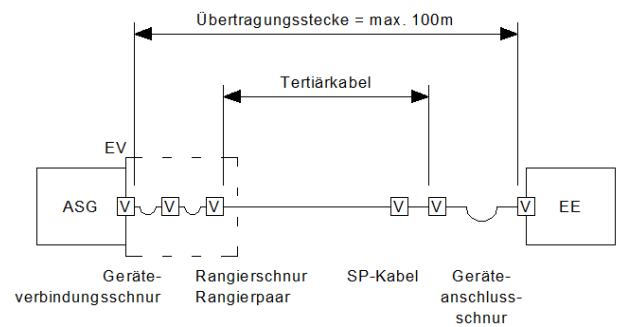 Übertragungsstecke = max. 100m
Tertiärkabel
EV
ASG
V
V
V
V
V
V
EE
Geräte-
verbindungsschnur
Rangierschnur
Rangierpaar
SP-Kabel
Geräte-
anschluss-
schnur